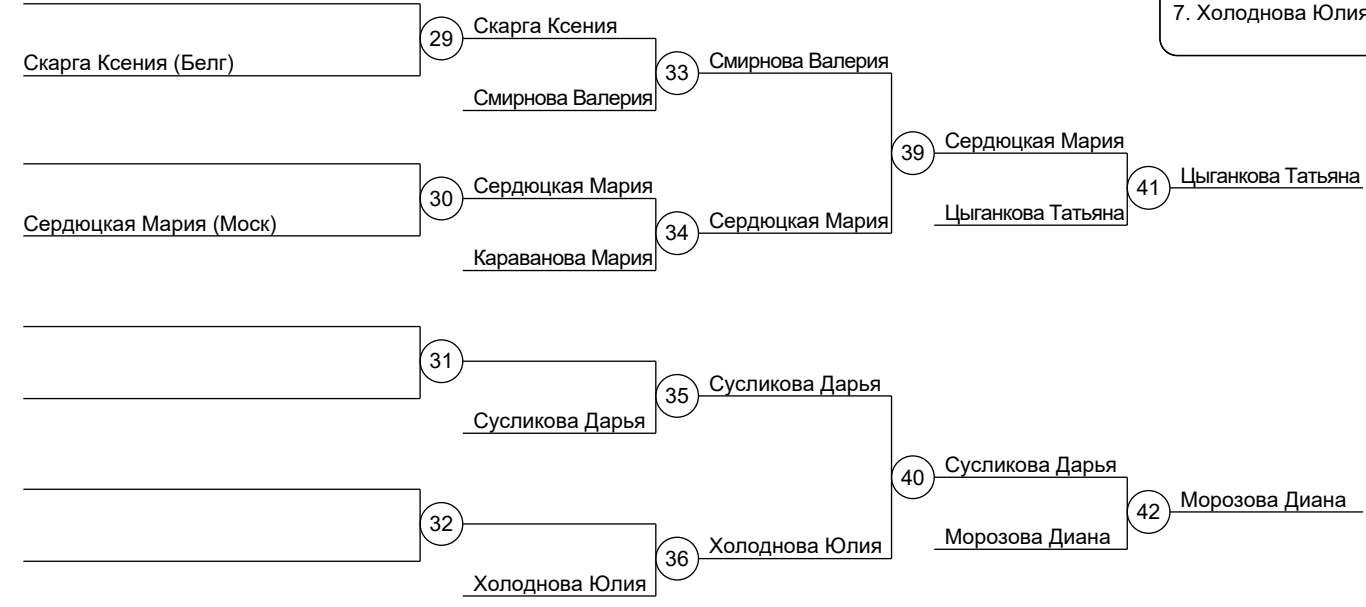 7. Холоднова Юлия
Скарга Ксения (Белг)
29
Скарга Ксения
Смирнова Валерия
33
Смирнова Валерия
Сердюцкая Мария (Моск)
30
Сердюцкая Мария
Караванова Мария
34
Сердюцкая Мария
39
Сердюцкая Мария
Цыганкова Татьяна
41
Цыганкова Татьяна
31
Сусликова Дарья
35
Сусликова Дарья
32
Холоднова Юлия
36
Холоднова Юлия
40
Сусликова Дарья
Морозова Диана
42
Морозова Диана